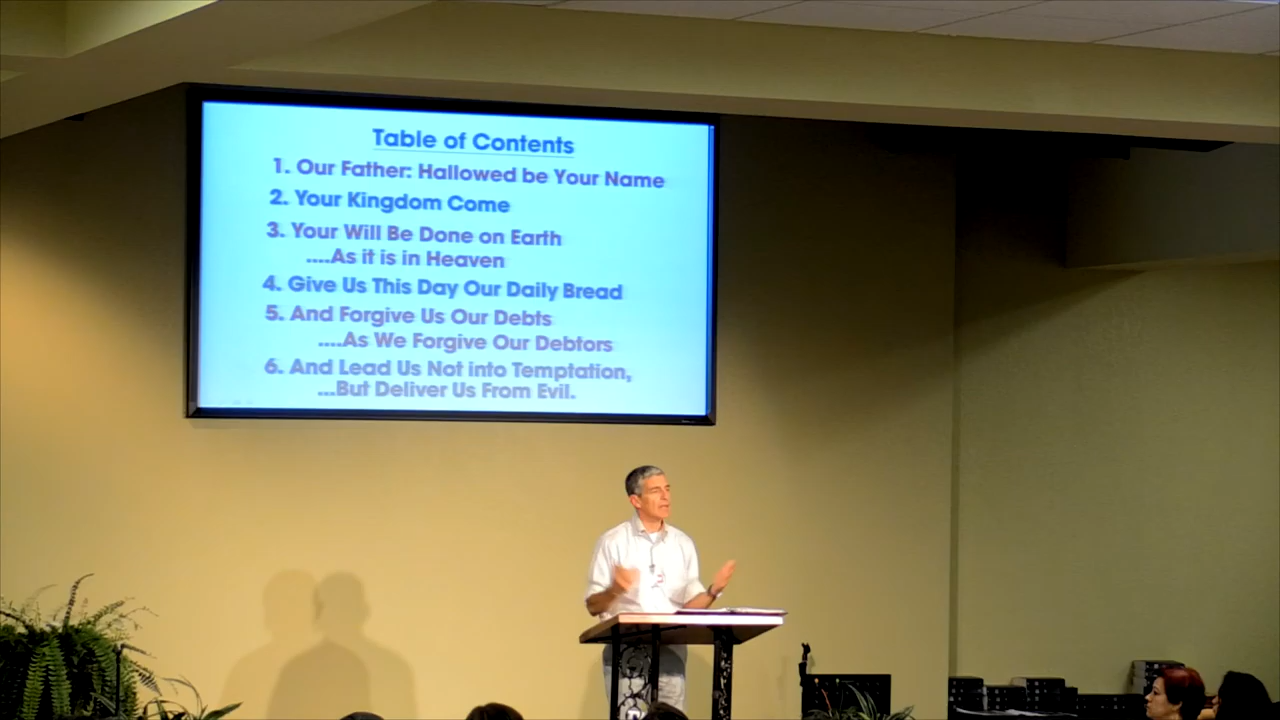 Table of Contents
1. Our Father: Hallowed be Your Name
2. Your Kingdom Come
3. Your Will Be Done on Earth
....As it is in Heaven
4. Give Us This Day Our Daily Bread
5. And Forgive Us Our Debts
....As We Forgive Our Debtors
6. And Lead Us Not into Temptation,
...But Deliver Us From Evil.